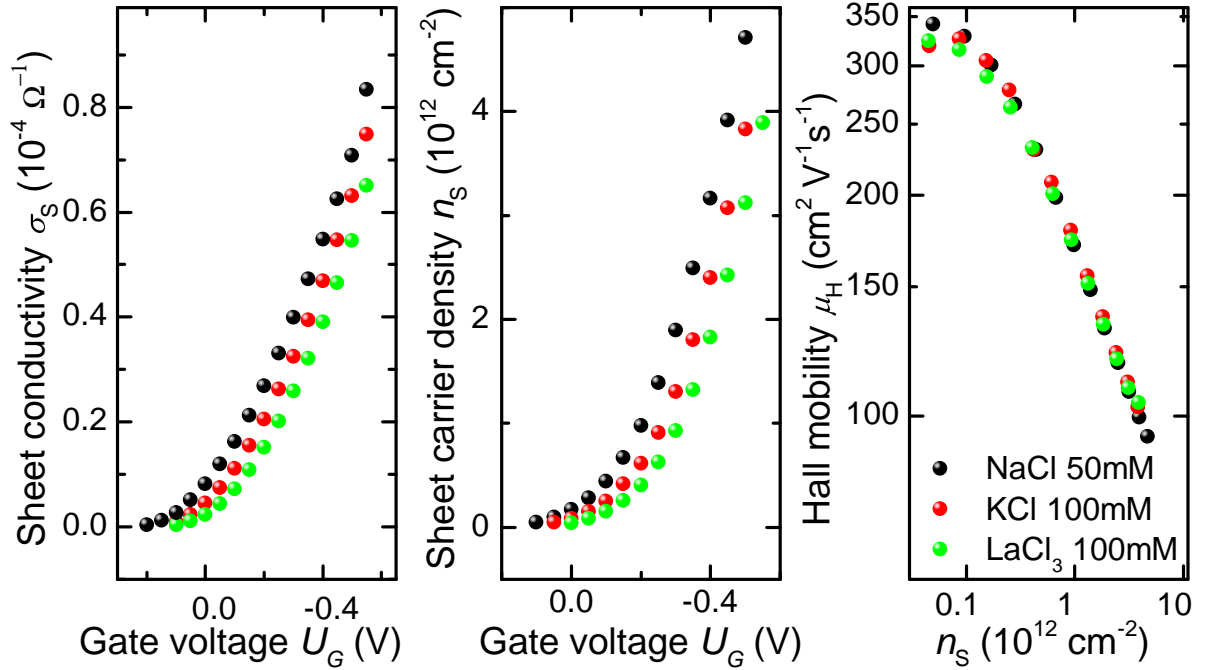 Sheet conductivity σS (10-4 Ω-1)
0.8
0.6
0.4
0.2
0.0
0.0
-0.4
Gate voltage UG (V)
Sheet carrier density nS (1012 cm-2)
4
2
0
0.0
-0.4
Gate voltage UG (V)
Hall mobility μH (cm2 V-1s-1)
350
300
200
150
100
NaCl 50mM
KCl 100mM
LaCl3 100mM
0.1
1
10
nS (1012 cm-2)